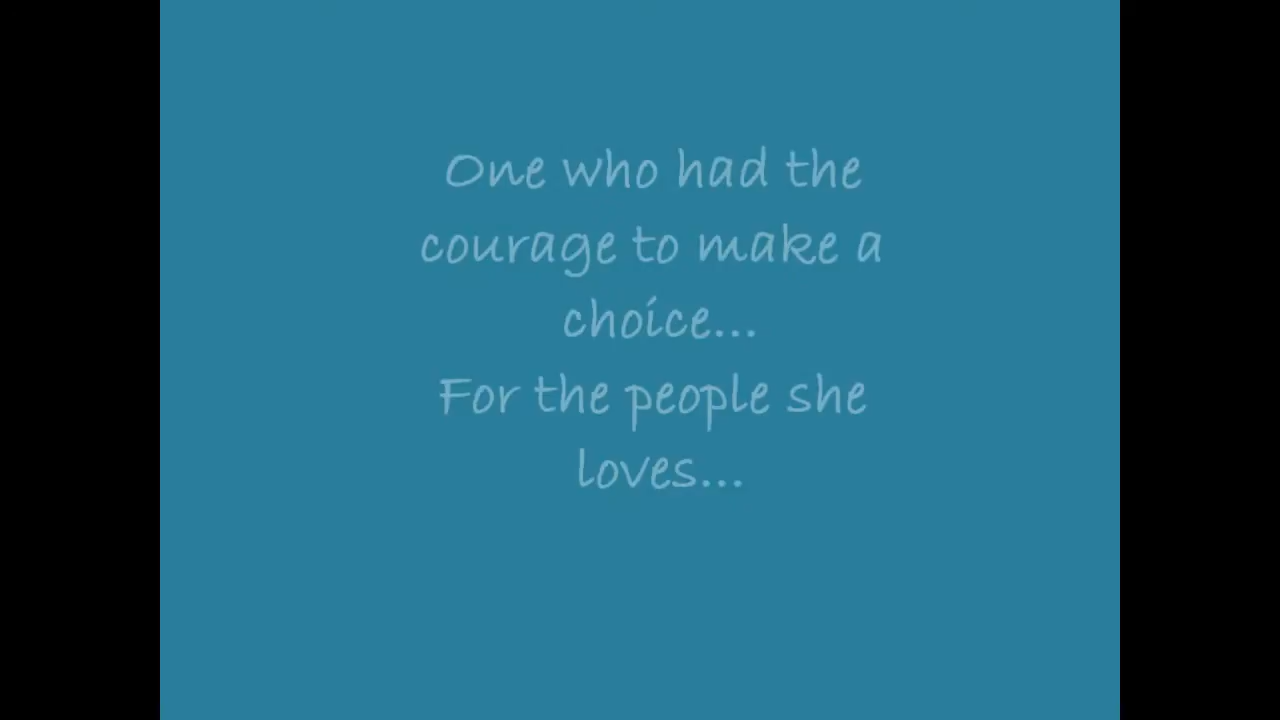 One who had the
courage to make a
choice...
For the people she
loves...